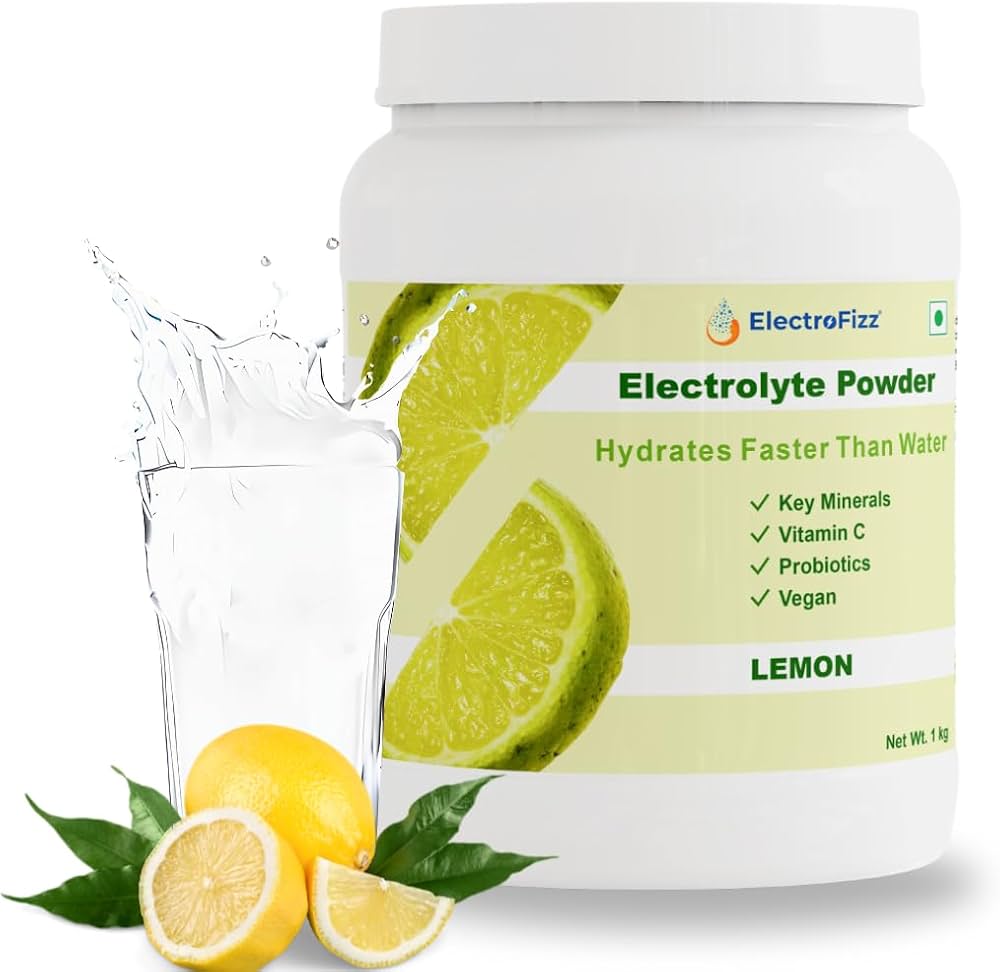 ElectroFizz
Electrolyte Powder
Hydrates Faster Than Water
✓ Key Minerals
✓ Vitamin C
✓ Probiotics
✓ Vegan
LEMON
Net Wt. 1 kg